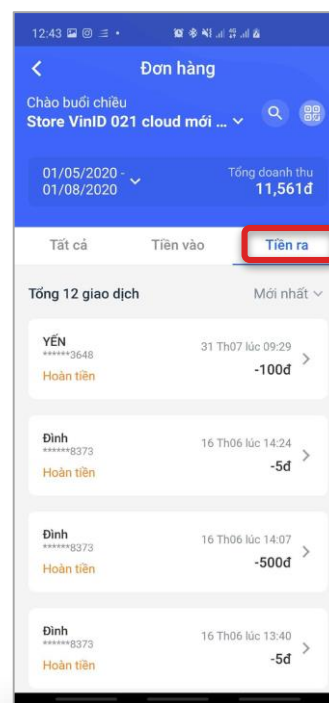 12:43
Đơn hàng
Chào buổi chiều
Store VinID 021 cloud mới ...
01/05/2020 -
01/08/2020
Tổng doanh thu
11,561đ
Tất cả Tiền vào Tiền ra
Tổng 12 giao dịch Mới nhất
YẾN
******3648
Hoàn tiền
31 Th07 lúc 09:29
-100đ
Đình
******8373
Hoàn tiền
16 Th06 lúc 14:24
-5đ
Đình
******8373
Hoàn tiền
16 Th06 lúc 14:07
-500đ
Đình
******8373
Hoàn tiền
16 Th06 lúc 13:40
-5đ